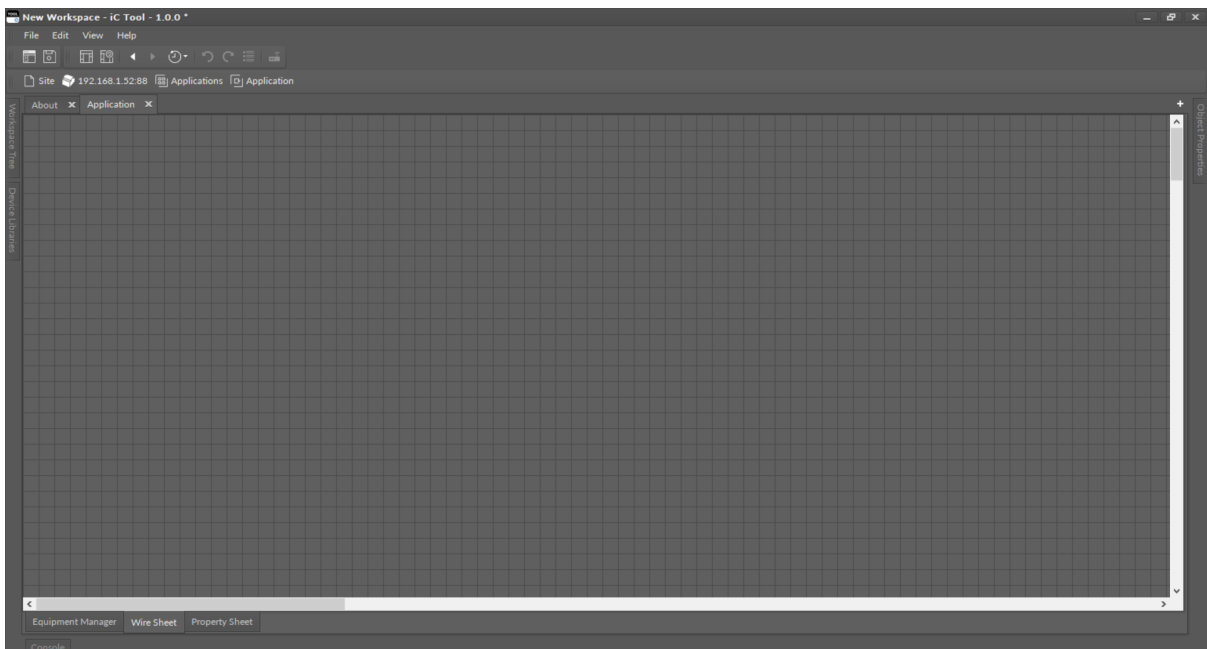 New Workspace - iC Tool - 1.0.0 *
File Edit View Help
Site 192.168.1.52:88 Applications Application
About Application
Workspace Tree
Device Libraries
Object Properties
Equipment Manager Wire Sheet Property Sheet
Console